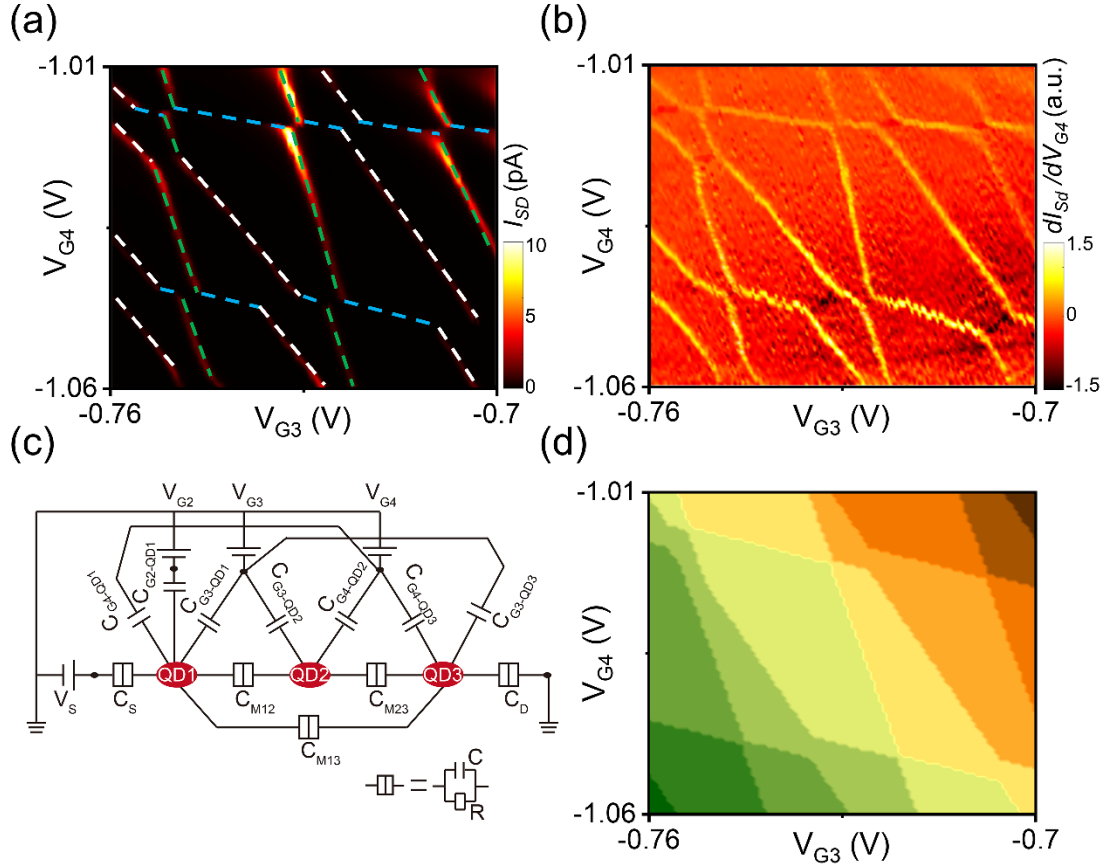 (a)
-1.01
V_G4 (V)
-1.06
-0.76
V_G3 (V)
-0.7
I_SD (pA)
10
5
0
(b)
-1.01
V_G4 (V)
-1.06
-0.76
V_G3 (V)
-0.7
dI_Sd/dV_G4 (a.u.)
1.5
0
-1.5
(c)
V_G2
V_G3
V_G4
C_G4-QD1
C_G2-QD1
C_G3-QD1
C_G3-QD2
C_G4-QD2
C_G4-QD3
C_G3-QD3
QD1
QD2
QD3
V_S
C_S
C_M12
C_M23
C_D
C_M13
=
C
R
(d)
-1.01
V_G4 (V)
-1.06
-0.76
V_G3 (V)
-0.7